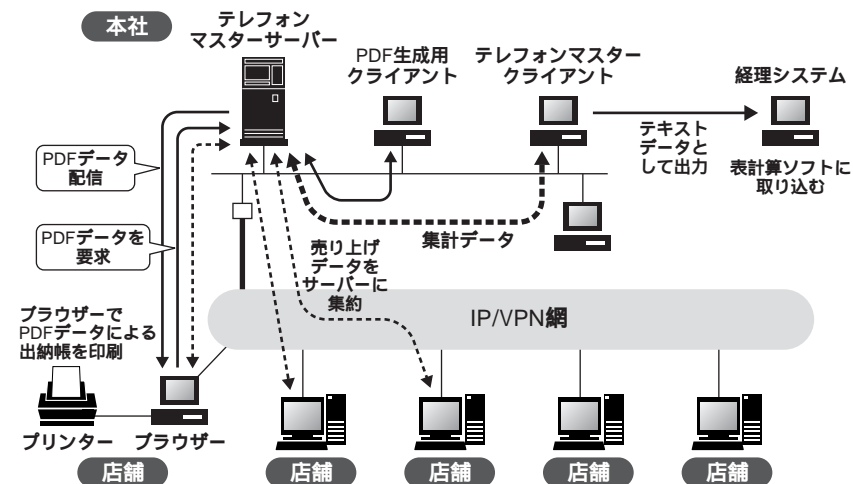 本社
テレフォン
マスターサーバー
PDF生成用
クライアント
テレフォンマスター
クライアント
経理システム
テキスト
データと
して出力
表計算ソフトに
取り込む
PDFデータ
配信
PDFデータを
要求
集計データ
売り上げ
データを
サーバーに
集約
IP/VPN網
ブラウザーで
PDFデータによる
出納帳を印刷
プリンター
ブラウザー
店舗
店舗
店舗
店舗
店舗